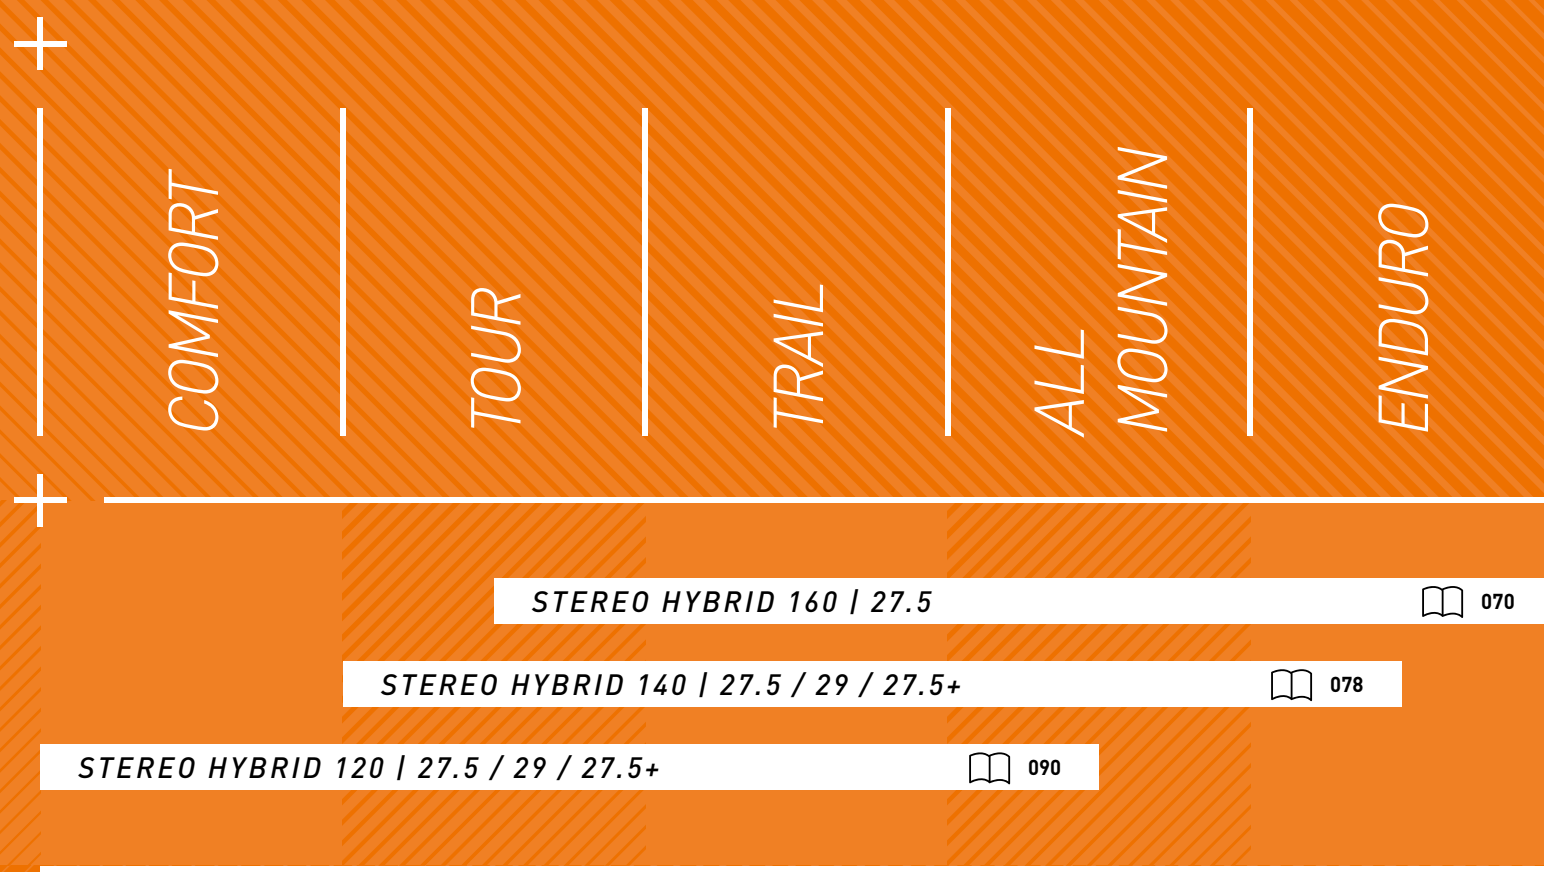 COMFORT
TOUR
TRAIL
ALL
MOUNTAIN
ENDURO
STEREO HYBRID 160 | 27.5 070
STEREO HYBRID 140 | 27.5 / 29 / 27.5+ 078
STEREO HYBRID 120 | 27.5 / 29 / 27.5+ 090